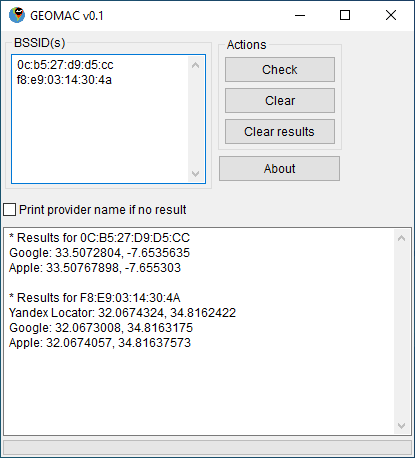 GEOMAC v0.1
BSSID(s)
0c:b5:27:d9:d5:cc
f8:e9:03:14:30:4a
Actions
Check
Clear
Clear results
About
Print provider name if no result
* Results for 0C:B5:27:D9:D5:CC
Google: 33.5072804, -7.6535635
Apple: 33.50767898, -7.655303
* Results for F8:E9:03:14:30:4A
Yandex Locator: 32.0674324, 34.8162422
Google: 32.0673008, 34.8163175
Apple: 32.0674057, 34.81637573